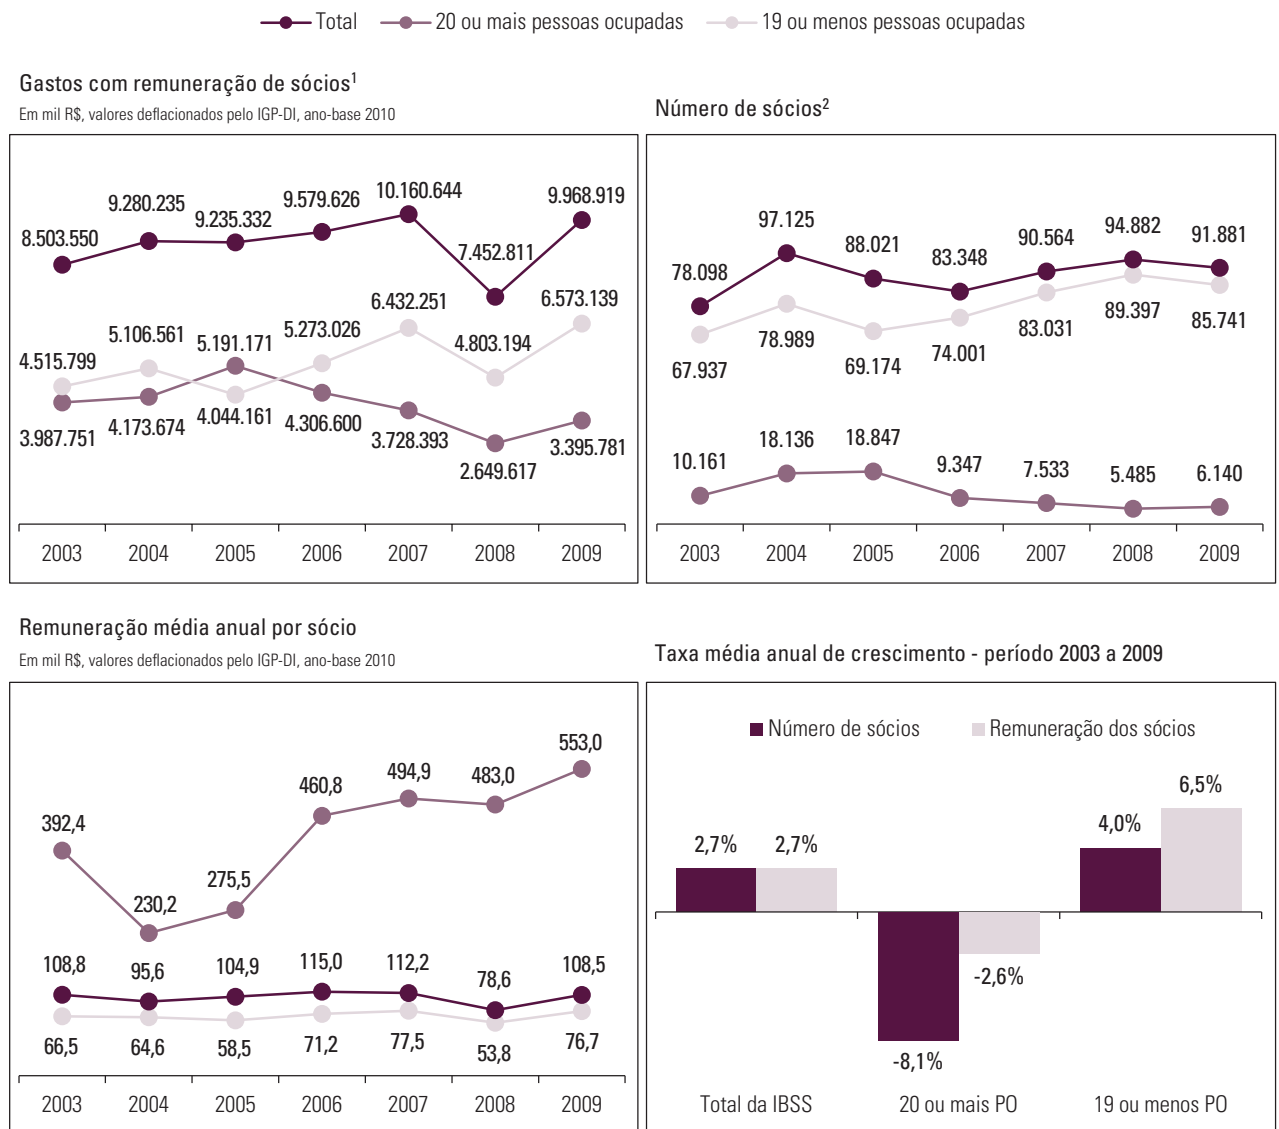 Total 20 ou mais pessoas ocupadas 19 ou menos pessoas ocupadas
Gastos com remuneração de sócios¹
Em mil R$, valores deflacionados pelo IGP-DI, ano-base 2010
8.503.550 9.280.235 9.235.332 9.579.626 10.160.644 7.452.811 9.968.919
4.515.799 5.106.561 5.191.171 5.273.026 6.432.251 4.803.194 6.573.139
3.987.751 4.173.674 4.044.161 4.306.600 3.728.393 2.649.617 3.395.781
2003 2004 2005 2006 2007 2008 2009
Número de sócios²
78.098 97.125 88.021 83.348 90.564 94.882 91.881
67.937 78.989 69.174 74.001 83.031 89.397 85.741
10.161 18.136 18.847 9.347 7.533 5.485 6.140
2003 2004 2005 2006 2007 2008 2009
Remuneração média anual por sócio
Em mil R$, valores deflacionados pelo IGP-DI, ano-base 2010
392,4 230,2 275,5 460,8 494,9 483,0 553,0
108,8 95,6 104,9 115,0 112,2 78,6 108,5
66,5 64,6 58,5 71,2 77,5 53,8 76,7
2003 2004 2005 2006 2007 2008 2009
Taxa média anual de crescimento - período 2003 a 2009
Número de sócios Remuneração dos sócios
2,7% 2,7% -8,1% -2,6% 4,0% 6,5%
Total da IBSS 20 ou mais PO 19 ou menos PO